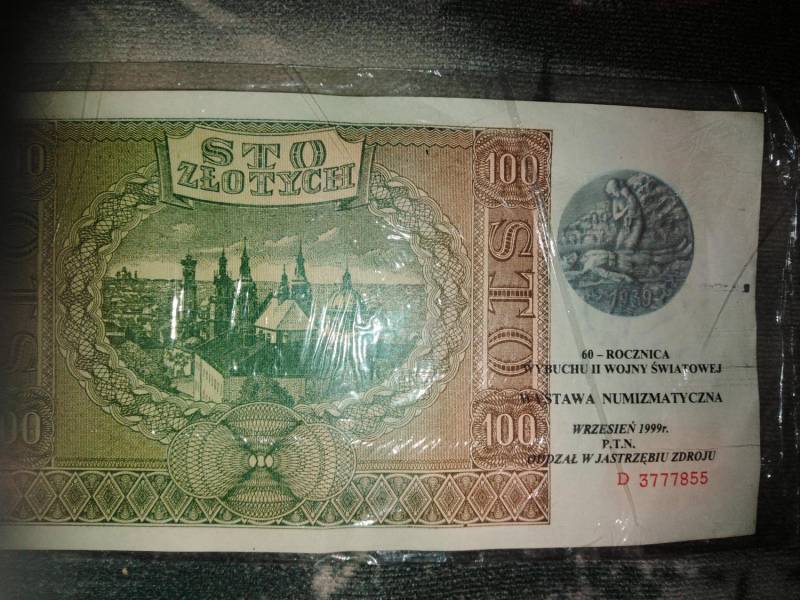 STO
ZŁOTYCH
100
STO
100
1939
60 – ROCZNICA
WYBUCHU II WOJNY ŚWIATOWEJ
WYSTAWA NUMIZMATYCZNA
WRZESIEŃ 1999r.
P.T.N.
ODDZAŁ W JASTRZĘBIU ZDROJU
D 3777855